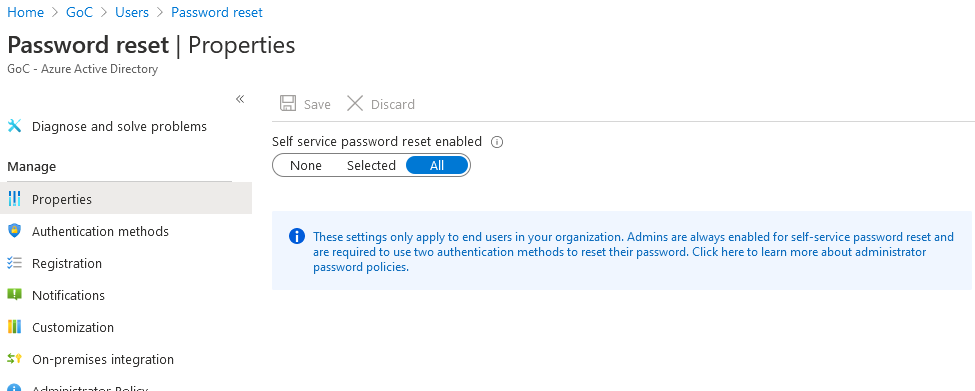 Home > GoC > Users > Password reset
Password reset | Properties
GoC - Azure Active Directory
«
Save Discard
Diagnose and solve problems
Self service password reset enabled
Manage
None Selected All
Properties
Authentication methods
These settings only apply to end users in your organization. Admins are always enabled for self-service password reset and
are required to use two authentication methods to reset their password. Click here to learn more about administrator
password policies.
Registration
Notifications
Customization
On-premises integration
Administrator Policy